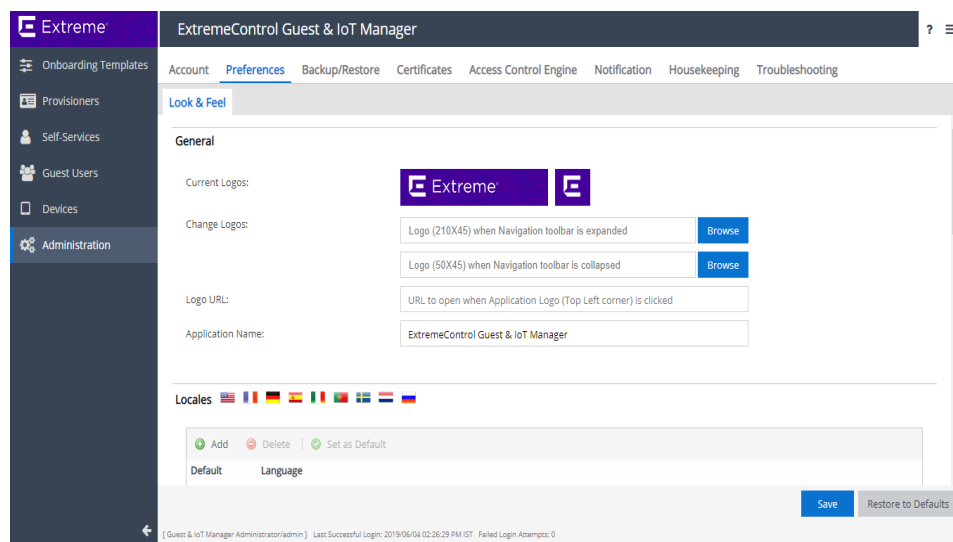 Extreme
ExtremeControl Guest & IoT Manager
?
Onboarding Templates
Provisioners
Self-Services
Guest Users
Devices
Administration
Account Preferences Backup/Restore Certificates Access Control Engine Notification Housekeeping Troubleshooting
Look & Feel
General
Current Logos:
Extreme
Change Logos:
Logo (210X45) when Navigation toolbar is expanded
Browse
Logo (50X45) when Navigation toolbar is collapsed
Browse
Logo URL:
URL to open when Application Logo (Top Left corner) is clicked
Application Name:
ExtremeControl Guest & IoT Manager
Locales
Add Delete Set as Default
Default Language
Save Restore to Defaults
[ Guest & IoT Manager Administrator/admin ] Last Successful Login: 2019/06/04 02:26:29 PM IST Failed Login Attempts: 0